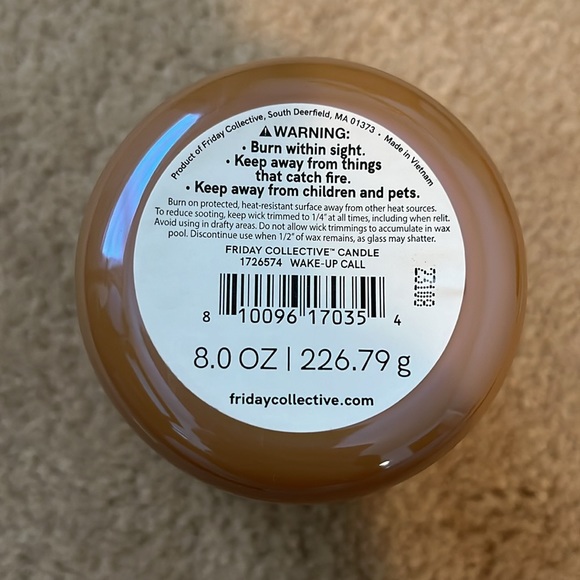 Product of Friday Collective, South Deerfield, MA 01373 • Made in Vietnam
⚠WARNING:
• Burn within sight.
• Keep away from things
that catch fire.
• Keep away from children and pets.
Burn on protected, heat-resistant surface away from other heat sources.
To reduce sooting, keep wick trimmed to 1/4" at all times, including when relit.
Avoid using in drafty areas. Do not allow wick trimmings to accumulate in wax
pool. Discontinue use when 1/2" of wax remains, as glass may shatter.
FRIDAY COLLECTIVE™ CANDLE
1726574 WAKE-UP CALL
8 10096 17035 4
8.0 OZ | 226.79 g
fridaycollective.com